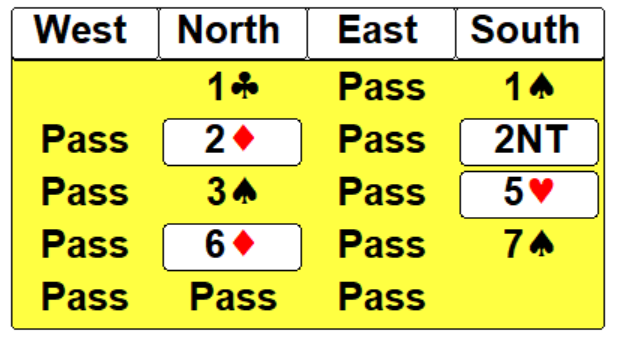 West North East South
1♣ Pass 1♠
Pass 2♦ Pass 2NT
Pass 3♠ Pass 5♥
Pass 6♦ Pass 7♠
Pass Pass Pass